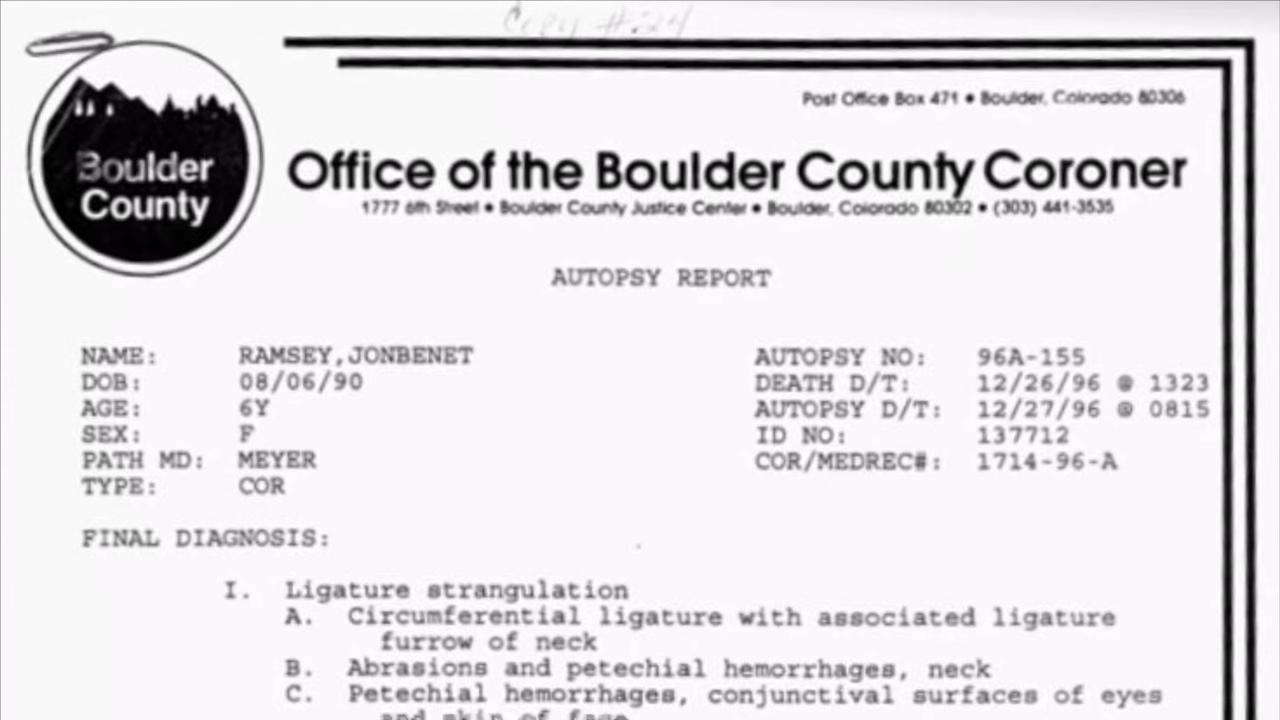 Copy #24
Post Office Box 471 • Boulder, Colorado 80306
Boulder
County
Office of the Boulder County Coroner
1777 6th Street • Boulder County Justice Center • Boulder, Colorado 80302 • (303) 441-3535
AUTOPSY REPORT
NAME: RAMSEY,JONBENET AUTOPSY NO: 96A-155
DOB: 08/06/90 DEATH D/T: 12/26/96 @ 1323
AGE: 6Y AUTOPSY D/T: 12/27/96 @ 0815
SEX: F ID NO: 137712
PATH MD: MEYER COR/MEDREC#: 1714-96-A
TYPE: COR
FINAL DIAGNOSIS:
I. Ligature strangulation
A. Circumferential ligature with associated ligature
furrow of neck
B. Abrasions and petechial hemorrhages, neck
C. Petechial hemorrhages, conjunctival surfaces of eyes
and skin of face